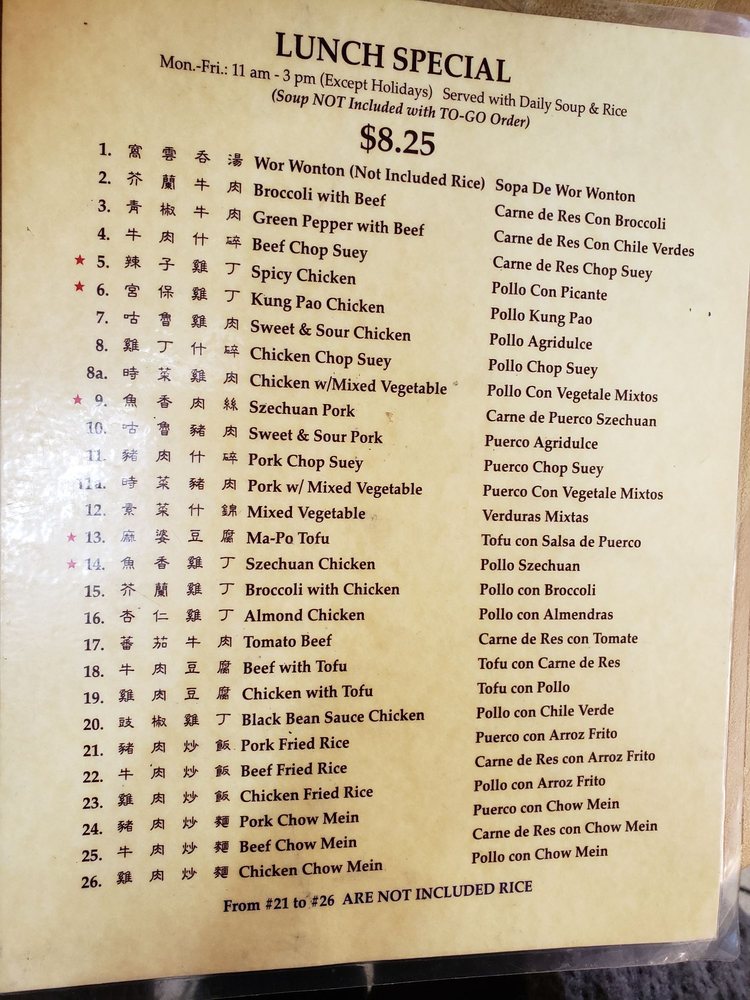 LUNCH SPECIAL
Mon.-Fri.: 11 am - 3 pm (Except Holidays) Served with Daily Soup & Rice
(Soup NOT Included with TO-GO Order)
$8.25
1. 窩雲吞湯 Wor Wonton (Not Included Rice) Sopa De Wor Wonton
2. 芥蘭牛肉 Broccoli with Beef Carne de Res Con Broccoli
3. 青椒牛肉 Green Pepper with Beef Carne de Res Con Chile Verdes
4. 牛肉什碎 Beef Chop Suey Carne de Res Chop Suey
★ 5. 辣子雞丁 Spicy Chicken Pollo Con Picante
★ 6. 宮保雞丁 Kung Pao Chicken Pollo Kung Pao
7. 咕魯雞肉 Sweet & Sour Chicken Pollo Agridulce
8. 雞丁什碎 Chicken Chop Suey Pollo Chop Suey
8a. 時菜雞肉 Chicken w/Mixed Vegetable Pollo Con Vegetale Mixtos
★ 9. 魚香肉絲 Szechuan Pork Carne de Puerco Szechuan
10. 咕魯豬肉 Sweet & Sour Pork Puerco Agridulce
11. 豬肉什碎 Pork Chop Suey Puerco Chop Suey
11a. 時菜豬肉 Pork w/ Mixed Vegetable Puerco Con Vegetale Mixtos
12. 素菜什錦 Mixed Vegetable Verduras Mixtas
★ 13. 麻婆豆腐 Ma-Po Tofu Tofu con Salsa de Puerco
★ 14. 魚香雞丁 Szechuan Chicken Pollo Szechuan
15. 芥蘭雞丁 Broccoli with Chicken Pollo con Broccoli
16. 杏仁雞丁 Almond Chicken Pollo con Almendras
17. 蕃茄牛肉 Tomato Beef Carne de Res con Tomate
18. 牛肉豆腐 Beef with Tofu Tofu con Carne de Res
19. 雞肉豆腐 Chicken with Tofu Tofu con Pollo
20. 豉椒雞丁 Black Bean Sauce Chicken Pollo con Chile Verde
21. 豬肉炒飯 Pork Fried Rice Puerco con Arroz Frito
22. 牛肉炒飯 Beef Fried Rice Carne de Res con Arroz Frito
23. 雞肉炒飯 Chicken Fried Rice Pollo con Arroz Frito
24. 豬肉炒麵 Pork Chow Mein Puerco con Chow Mein
25. 牛肉炒麵 Beef Chow Mein Carne de Res con Chow Mein
26. 雞肉炒麵 Chicken Chow Mein Pollo con Chow Mein
From #21 to #26 ARE NOT INCLUDED RICE